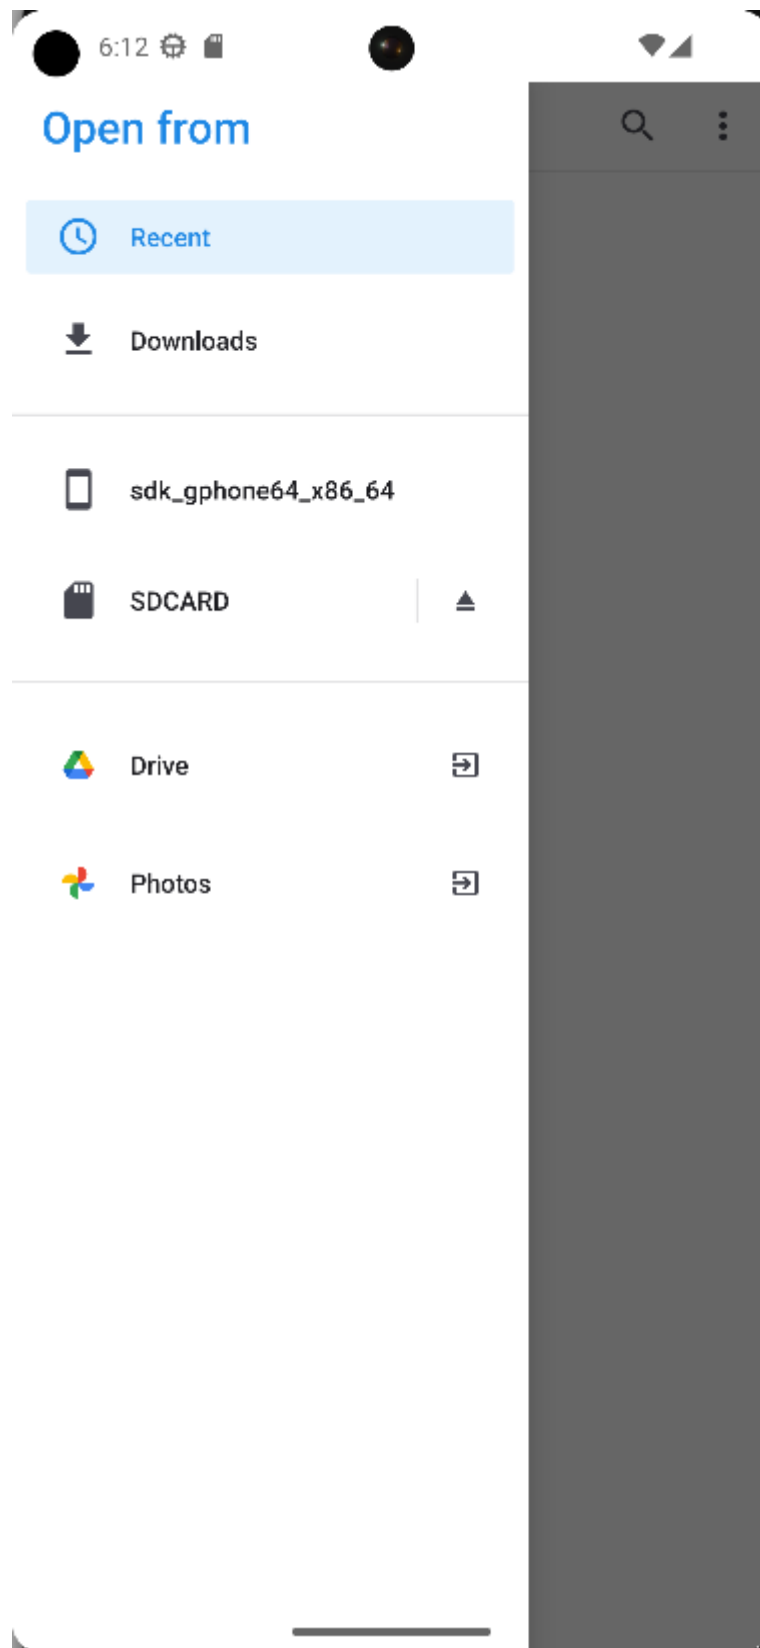 6:12
Open from
Recent
Downloads
sdk_gphone64_x86_64
SDCARD
Drive
Photos